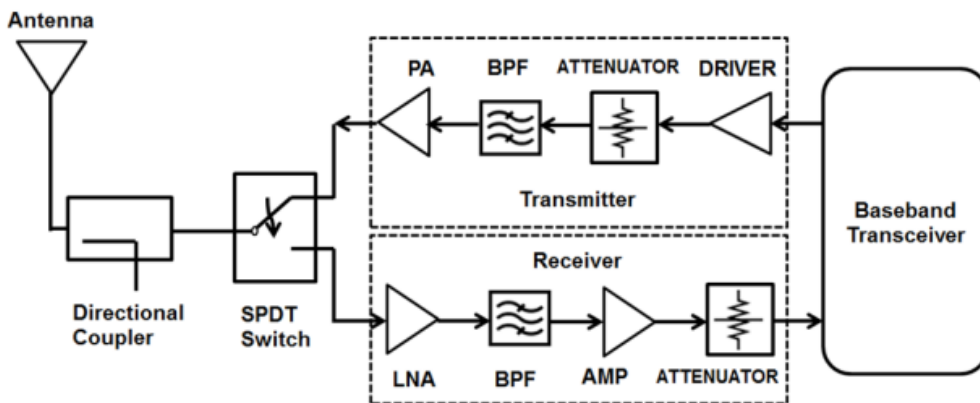 Antenna
PA
BPF
ATTENUATOR
DRIVER
Transmitter
Baseband
Transceiver
Directional
Coupler
SPDT
Switch
Receiver
LNA
BPF
AMP
ATTENUATOR